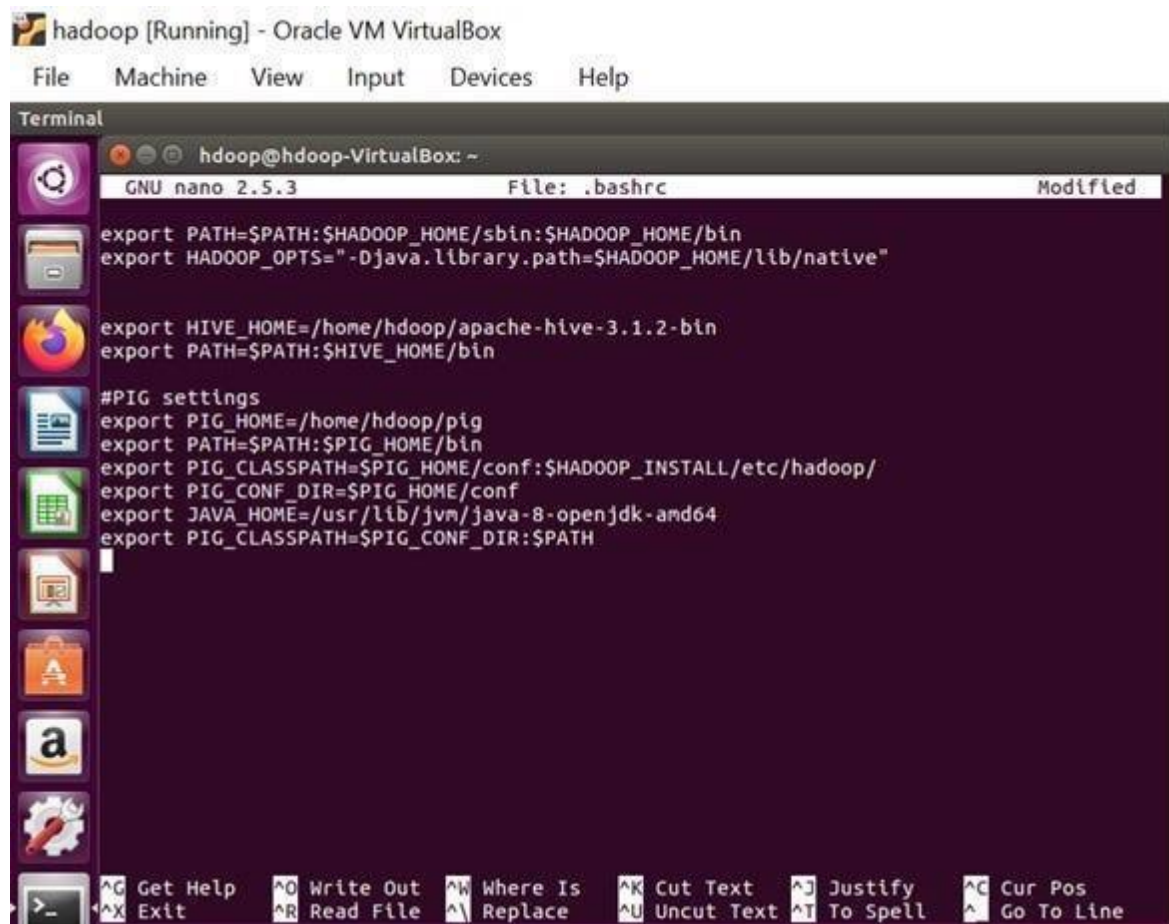 hadoop [Running] - Oracle VM VirtualBox
File Machine View Input Devices Help
Terminal
hdoop@hdoop-VirtualBox: ~
GNU nano 2.5.3 File: .bashrc Modified
export PATH=$PATH:$HADOOP_HOME/sbin:$HADOOP_HOME/bin
export HADOOP_OPTS="-Djava.library.path=$HADOOP_HOME/lib/native"
export HIVE_HOME=/home/hdoop/apache-hive-3.1.2-bin
export PATH=$PATH:$HIVE_HOME/bin
#PIG settings
export PIG_HOME=/home/hdoop/pig
export PATH=$PATH:$PIG_HOME/bin
export PIG_CLASSPATH=$PIG_HOME/conf:$HADOOP_INSTALL/etc/hadoop/
export PIG_CONF_DIR=$PIG_HOME/conf
export JAVA_HOME=/usr/lib/jvm/java-8-openjdk-amd64
export PIG_CLASSPATH=$PIG_CONF_DIR:$PATH
^G Get Help ^O Write Out ^W Where Is ^K Cut Text ^J Justify ^C Cur Pos
^X Exit ^R Read File ^\ Replace ^U Uncut Text ^T To Spell ^_ Go To Line